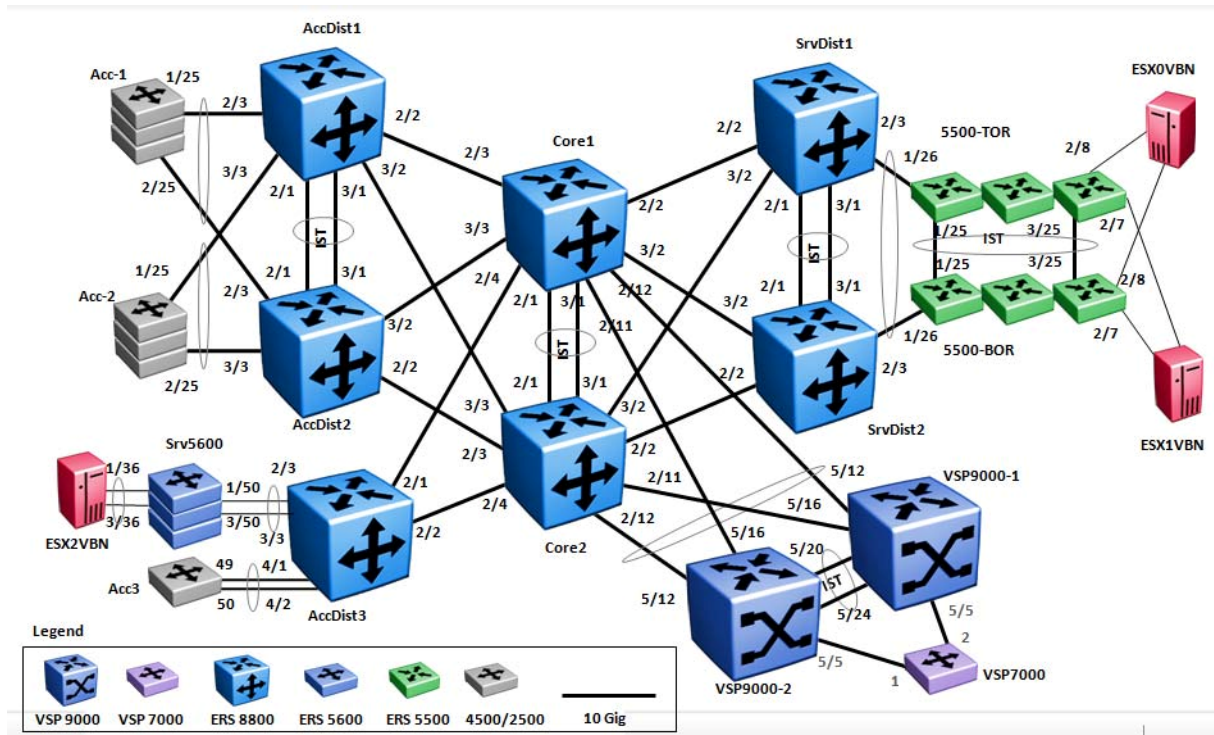 AccDist1
SrvDist1
Acc-1
1/25
ESX0VBN
2/3
2/2
2/2
2/3
5500-TOR
2/8
Core1
2/3
1/26
3/2
3/2
2/25
3/3
2/1
3/1
2/1
3/1
2/2
3/3
1/25
3/25
2/7
IST
IST
3/2
IST
1/25
2/1
3/1
2/4
2/1
3/1
2/12
3/2
2/1
3/1
1/25
3/25
2/8
Acc-2
2/3
3/2
2/11
1/26
2/7
5500-BOR
IST
3/3
2/2
2/1
3/1
2/2
2/3
2/25
3/3
3/2
AccDist2
SrvDist2
ESX1VBN
Srv5600
2/3
2/2
1/36
2/3
2/1
2/11
5/12
VSP9000-1
1/50
2/4
5/16
3/50
2/12
5/16
3/36
3/3
2/2
ESX2VBN
Core2
5/20
49
4/1
IST
Acc3
5/12
5/24
50
4/2
AccDist3
5/5
2
Legend
5/5
1
VSP7000
VSP9000-2
VSP 9000
VSP 7000
ERS 8800
ERS 5600
ERS 5500
4500/2500
10 Gig